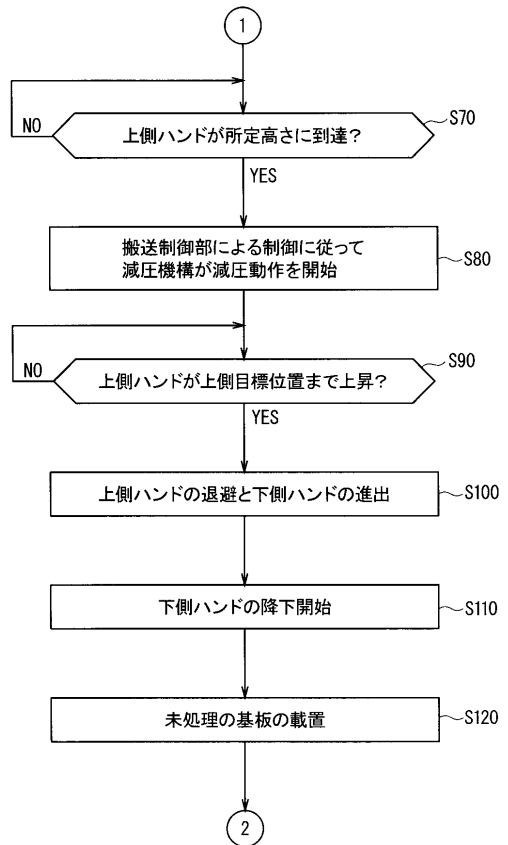 1
上側ハンドが所定高さに到達?
S70
NO
YES
搬送制御部による制御に従って
減圧機構が減圧動作を開始
S80
上側ハンドが上側目標位置まで上昇?
S90
NO
YES
上側ハンドの退避と下側ハンドの進出
S100
下側ハンドの降下開始
S110
未処理の基板の載置
S120
2